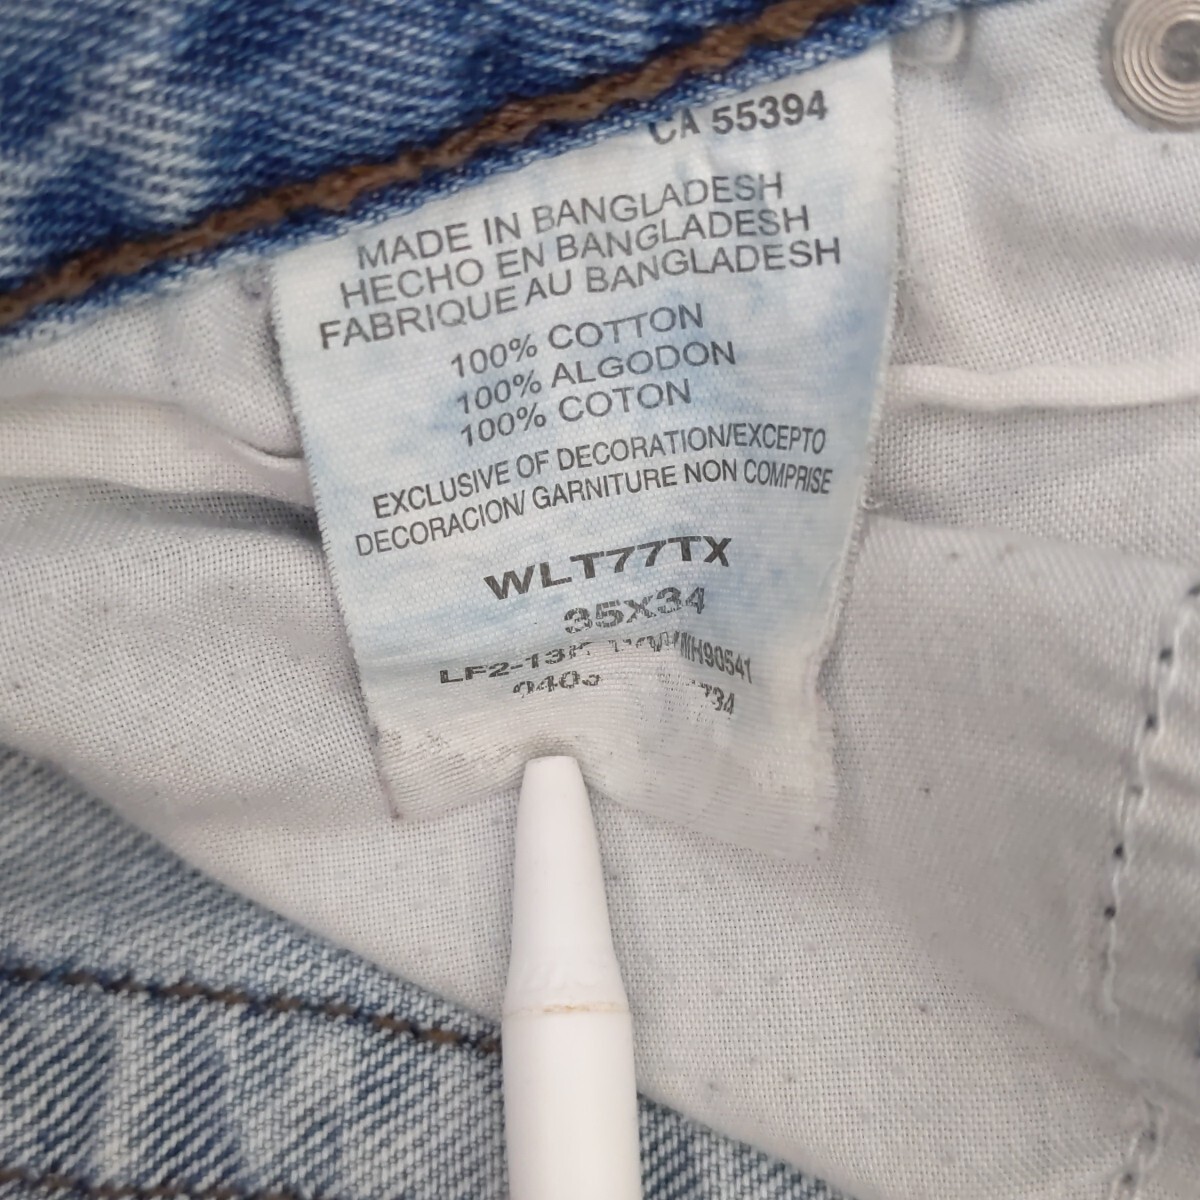 CA 55394
MADE IN BANGLADESH
HECHO EN BANGLADESH
FABRIQUE AU BANGLADESH
100% COTTON
100% ALGODON
100% COTON
EXCLUSIVE OF DECORATION/EXCEPTO
DECORACION/ GARNITURE NON COMPRISE
WLT77TX
35X34